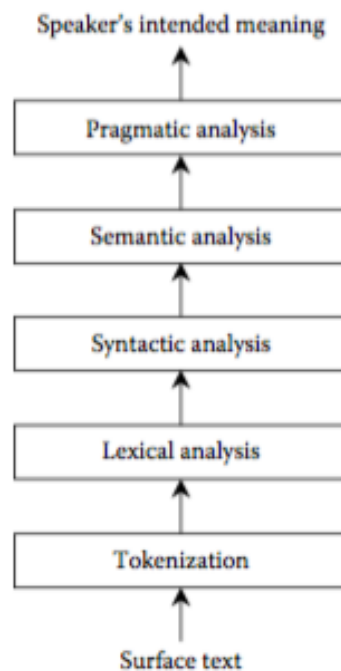 Speaker's intended meaning
Pragmatic analysis
Semantic analysis
Syntactic analysis
Lexical analysis
Tokenization
Surface text